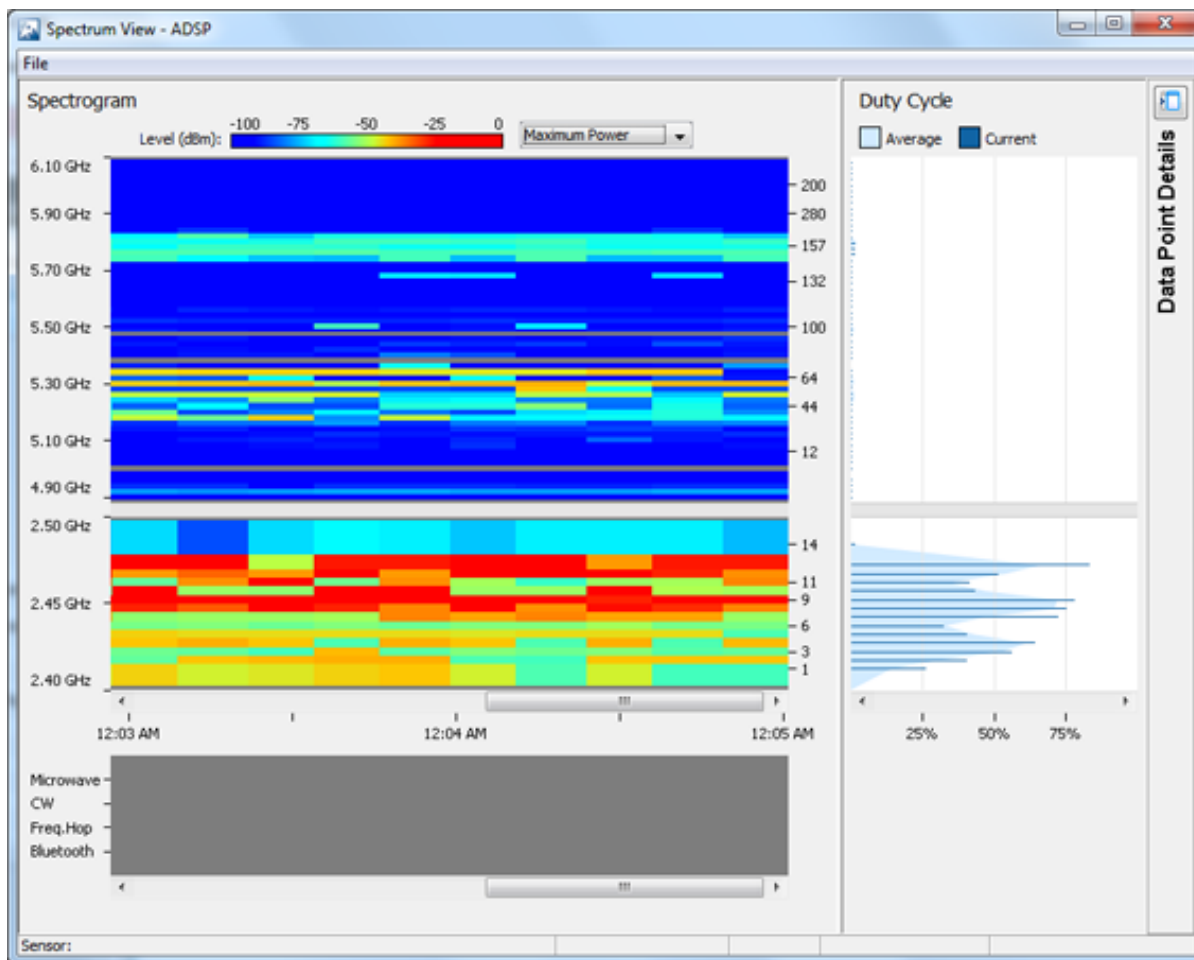 Spectrum View - ADSP
File
Spectrogram
-100 -75 -50 -25 0
Level (dBm):
Maximum Power
6.10 GHz
5.90 GHz
5.70 GHz
5.50 GHz
5.30 GHz
5.10 GHz
4.90 GHz
200
280
157
132
100
64
44
12
2.50 GHz
2.45 GHz
2.40 GHz
14
11
9
6
3
1
12:03 AM 12:04 AM 12:05 AM
Microwave
CW
Freq.Hop
Bluetooth
Duty Cycle
Average Current
25% 50% 75%
Data Point Details
Sensor: